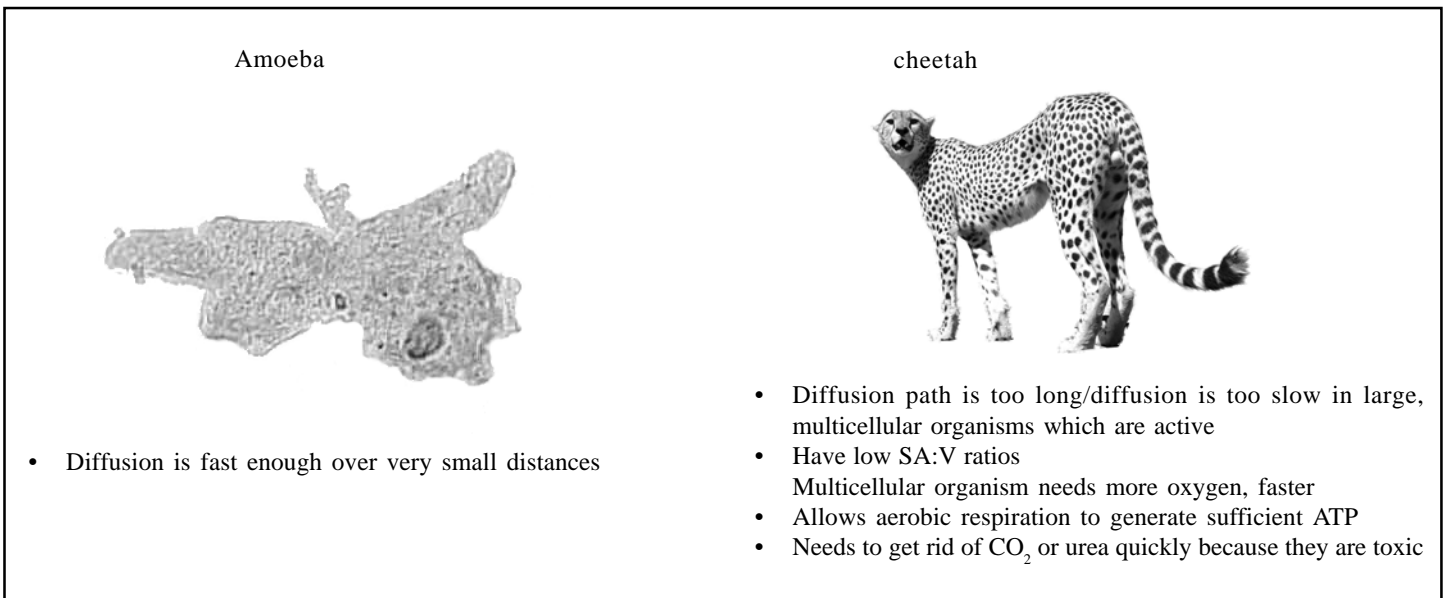 Amoeba
• Diffusion is fast enough over very small distances
cheetah
• Diffusion path is too long/diffusion is too slow in large,
multicellular organisms which are active
• Have low SA:V ratios
Multicellular organism needs more oxygen, faster
• Allows aerobic respiration to generate sufficient ATP
• Needs to get rid of CO₂ or urea quickly because they are toxic